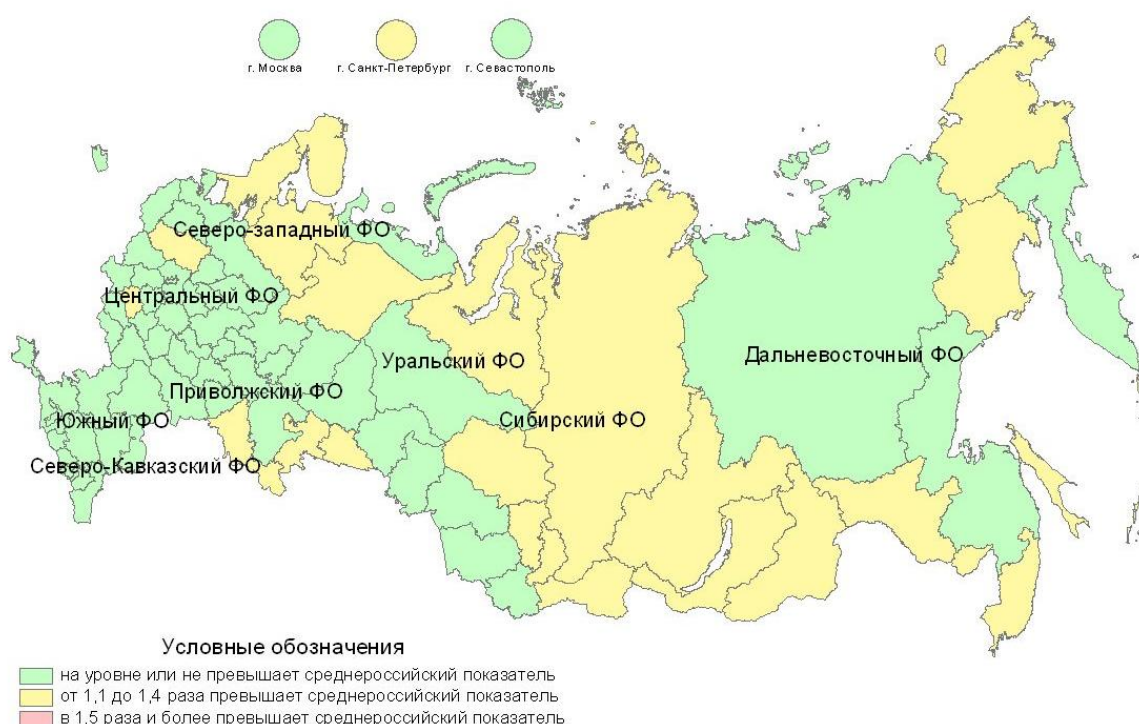 г. Москва
г. Санкт-Петербург
г. Севастополь
Северо-западный ФО
Центральный ФО
Уральский ФО
Дальневосточный ФО
Приволжский ФО
Южный ФО
Сибирский ФО
Северо-Кавказский ФО
Условные обозначения
на уровне или не превышает среднероссийский показатель
от 1,1 до 1,4 раза превышает среднероссийский показатель
в 1,5 раза и более превышает среднероссийский показатель